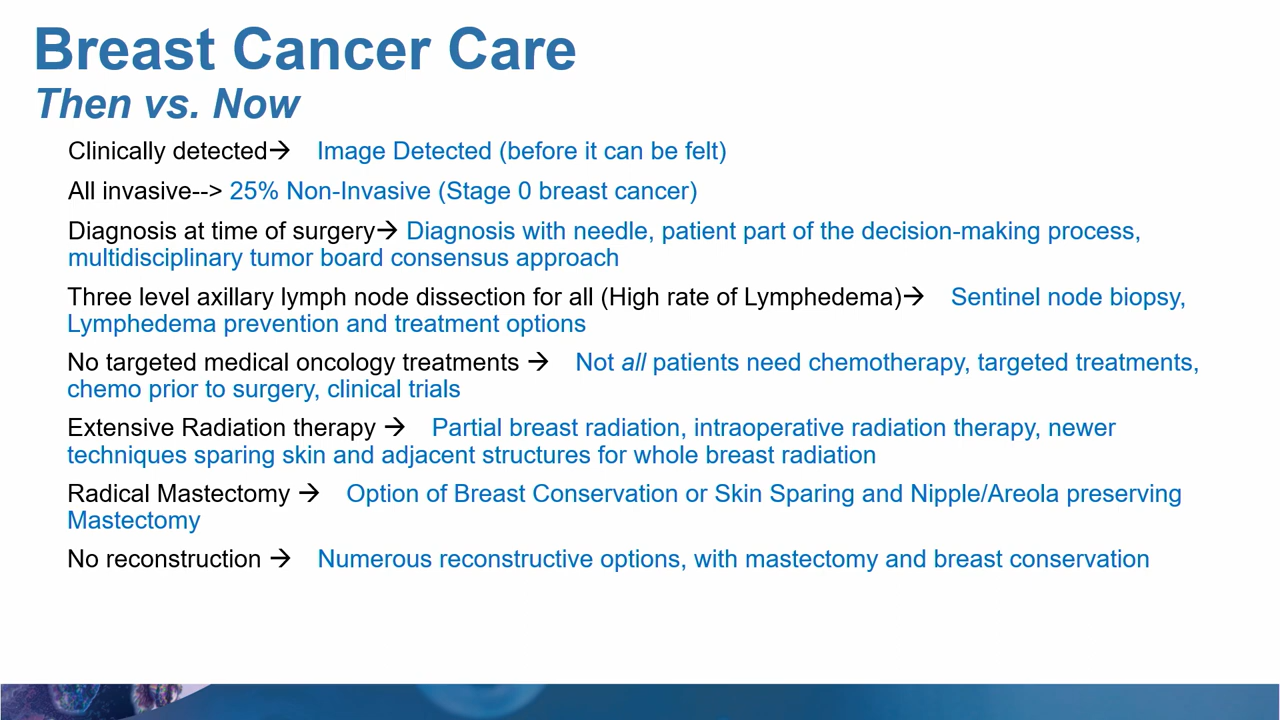 Breast Cancer Care
Then vs. Now
Clinically detected→ Image Detected (before it can be felt)
All invasive--> 25% Non-Invasive (Stage 0 breast cancer)
Diagnosis at time of surgery→ Diagnosis with needle, patient part of the decision-making process,
multidisciplinary tumor board consensus approach
Three level axillary lymph node dissection for all (High rate of Lymphedema)→ Sentinel node biopsy,
Lymphedema prevention and treatment options
No targeted medical oncology treatments → Not all patients need chemotherapy, targeted treatments,
chemo prior to surgery, clinical trials
Extensive Radiation therapy → Partial breast radiation, intraoperative radiation therapy, newer
techniques sparing skin and adjacent structures for whole breast radiation
Radical Mastectomy → Option of Breast Conservation or Skin Sparing and Nipple/Areola preserving
Mastectomy
No reconstruction → Numerous reconstructive options, with mastectomy and breast conservation